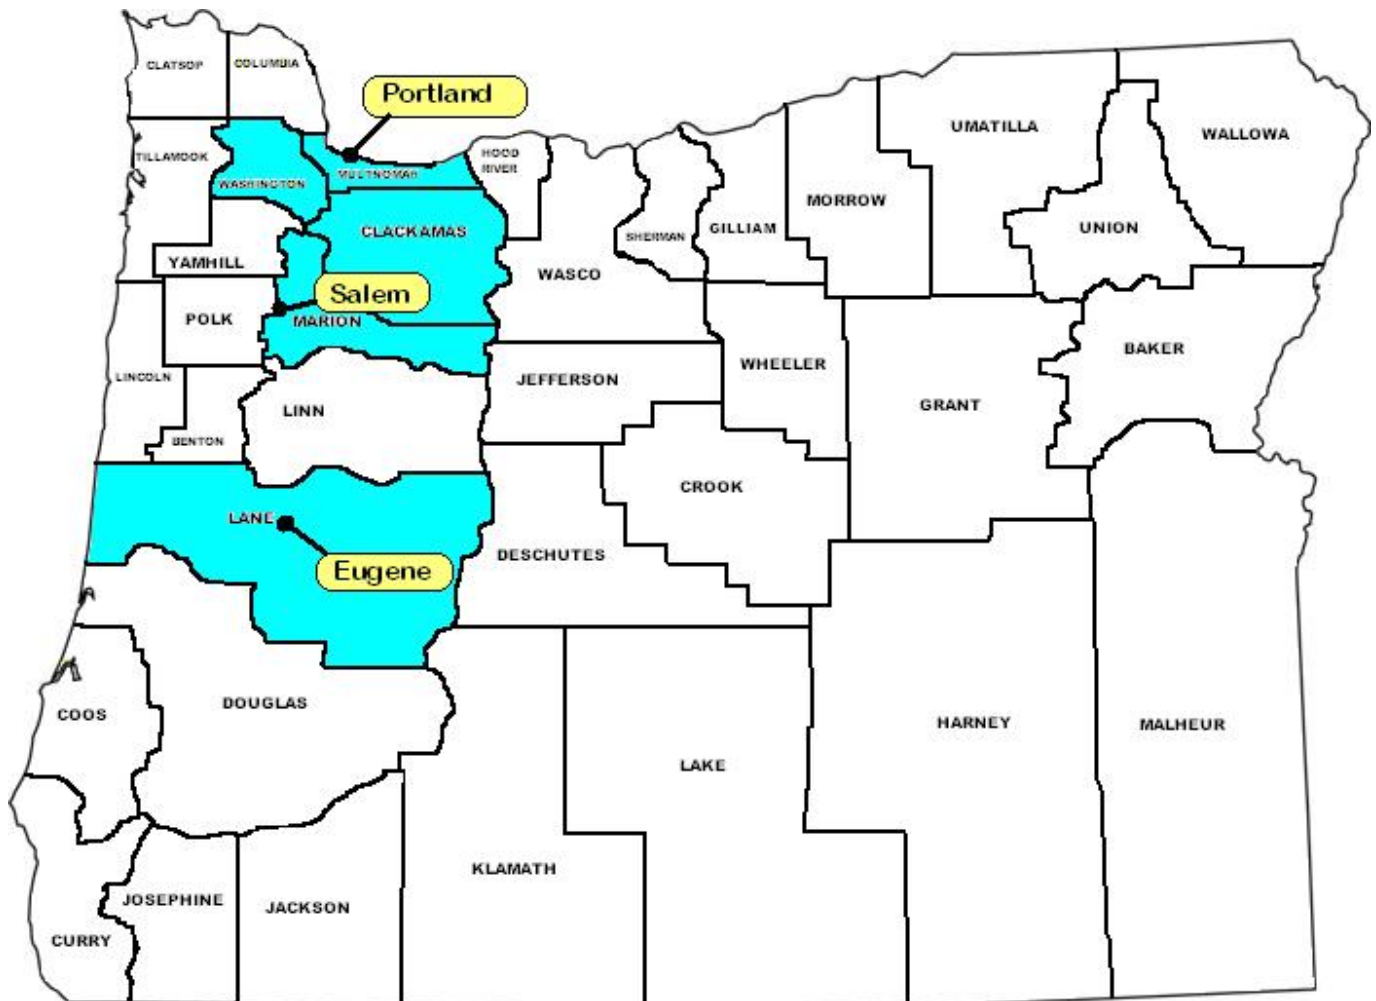 CLATSOP
COLUMBIA
Portland
TILLAMOOK
WASHINGTON
MULTNOMAH
HOOD
RIVER
UMATILLA
WALLOWA
MORROW
GILLIAM
SHERMAN
UNION
CLACKAMAS
YAMHILL
WASCO
Salem
POLK
MARION
WHEELER
BAKER
LINCOLN
JEFFERSON
GRANT
LINN
BENTON
CROOK
LANE
DESCHUTES
Eugene
DOUGLAS
COOS
HARNEY
MALHEUR
LAKE
KLAMATH
JOSEPHINE
JACKSON
CURRY